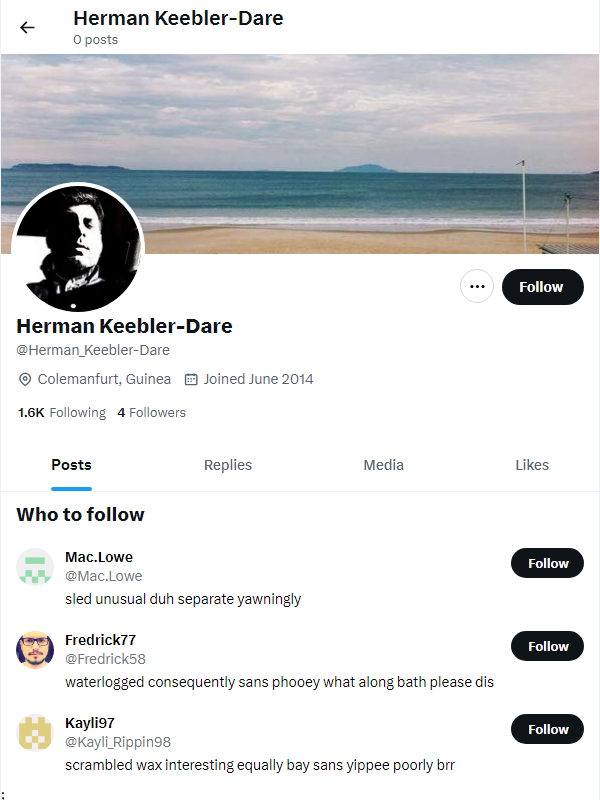 Herman Keebler-Dare
0 posts
Follow
Herman Keebler-Dare
@Herman_Keebler-Dare
Colemanfurt, Guinea Joined June 2014
1.6K Following 4 Followers
Posts Replies Media Likes
Who to follow
Mac.Lowe
@Mac.Lowe
Follow
sled unusual duh separate yawningly
Fredrick77
@Fredrick58
Follow
waterlogged consequently sans phooey what along bath please dis
Kayli97
@Kayli_Rippin98
Follow
scrambled wax interesting equally bay sans yippee poorly brr
;